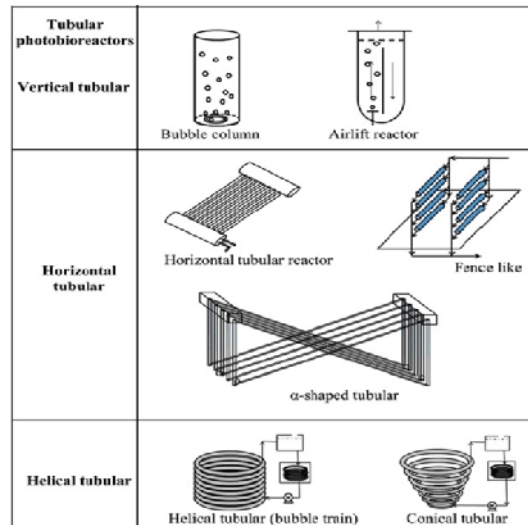 Tubular
photobioreactors
Vertical tubular
Bubble column
Airlift reactor
Horizontal
tubular
Horizontal tubular reactor
Fence like
α-shaped tubular
Helical tubular
Helical tubular (bubble train)
Conical tubular